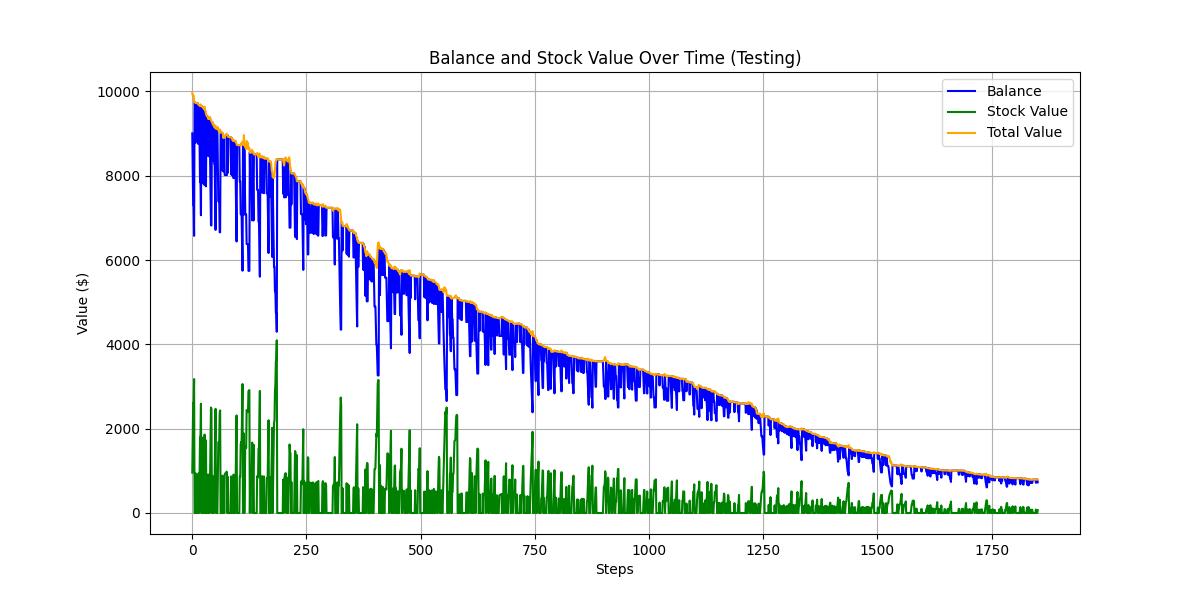 Balance and Stock Value Over Time (Testing)
Balance
Stock Value
Total Value
10000
8000
6000
4000
2000
0
Value ($)
0 250 500 750 1000 1250 1500 1750
Steps